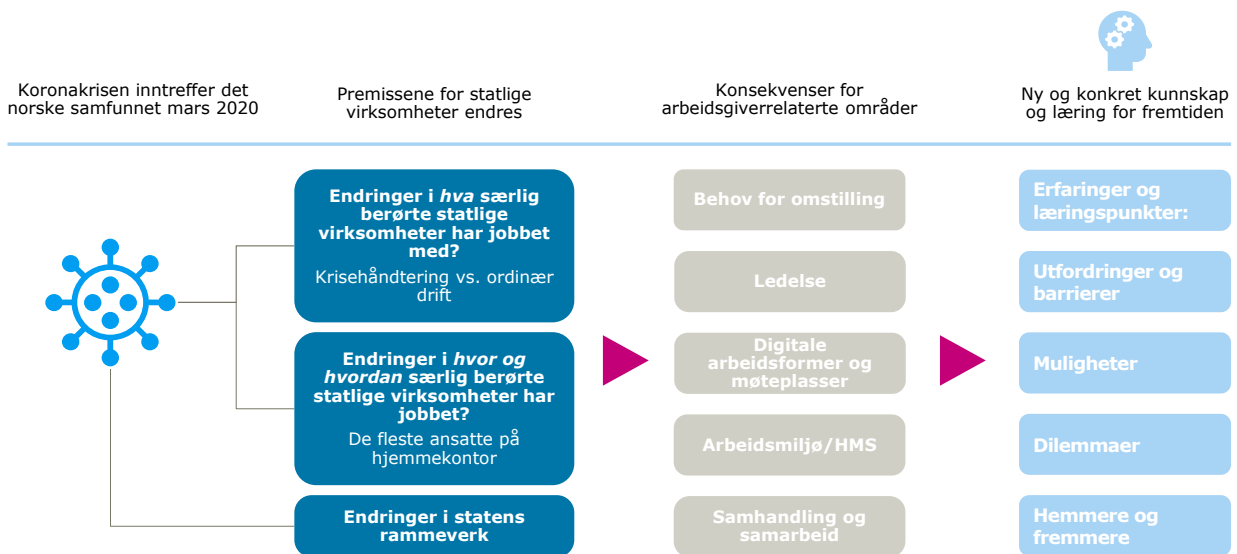 Koronakrisen inntreffer det
norske samfunnet mars 2020
Premissene for statlige
virksomheter endres
Konsekvenser for
arbeidsgiverrelaterte områder
Ny og konkret kunnskap
og læring for fremtiden
Endringer i hva særlig
berørte statlige
virksomheter har jobbet
med?
Krisehåndtering vs. ordinær
drift
Endringer i hvor og
hvordan særlig berørte
statlige virksomheter har
jobbet?
De fleste ansatte på
hjemmekontor
Endringer i statens
rammeverk
Behov for omstilling
Ledelse
Digitale
arbeidsformer og
møteplasser
Arbeidsmiljø/HMS
Samhandling og
samarbeid
Erfaringer og
læringspunkter:
Utfordringer og
barrierer
Muligheter
Dilemmaer
Hemmere og
fremmere